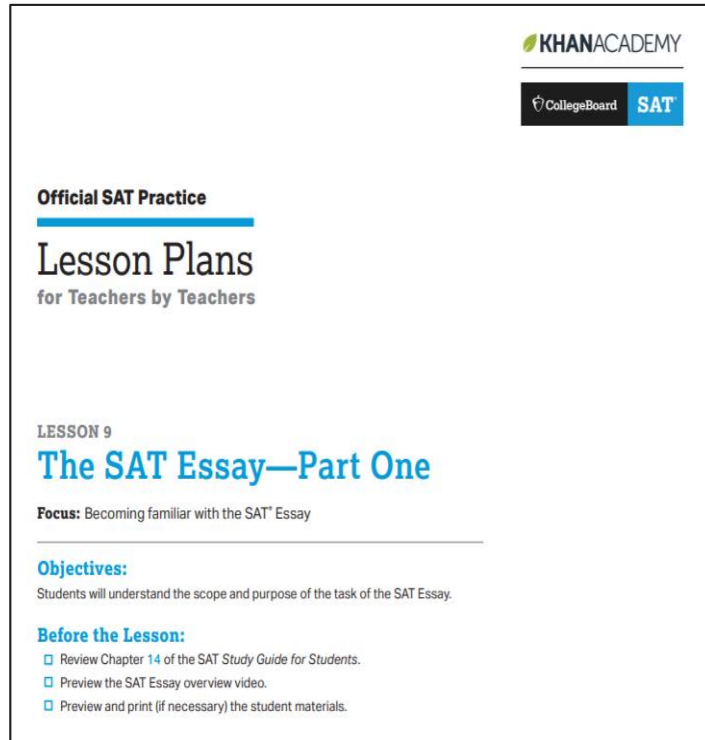 KHANACADEMY
CollegeBoard SAT®
Official SAT Practice
Lesson Plans
for Teachers by Teachers
LESSON 9
The SAT Essay—Part One
Focus: Becoming familiar with the SAT® Essay
Objectives:
Students will understand the scope and purpose of the task of the SAT Essay.
Before the Lesson:
Review Chapter 14 of the SAT Study Guide for Students.
Preview the SAT Essay overview video.
Preview and print (if necessary) the student materials.